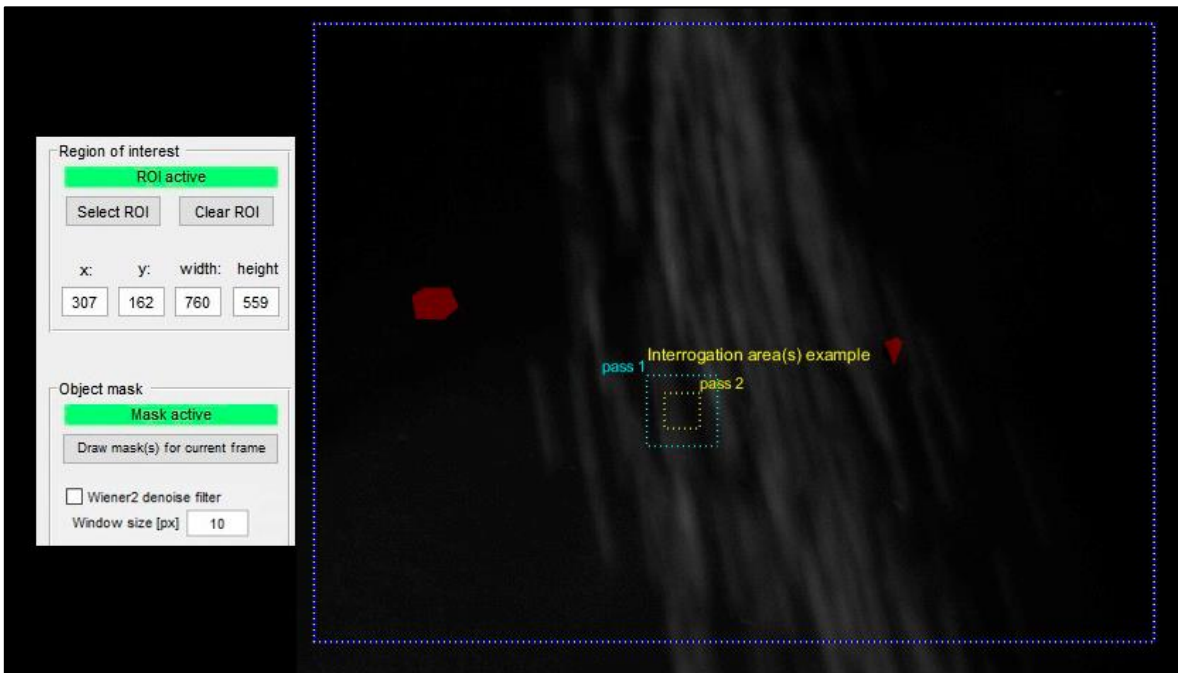 Region of interest
ROI active
Select ROI Clear ROI
x: y: width: height
307 162 760 559
Object mask
Mask active
Draw mask(s) for current frame
Wiener2 denoise filter
Window size [px] 10
Interrogation area(s) example
pass 1
pass 2